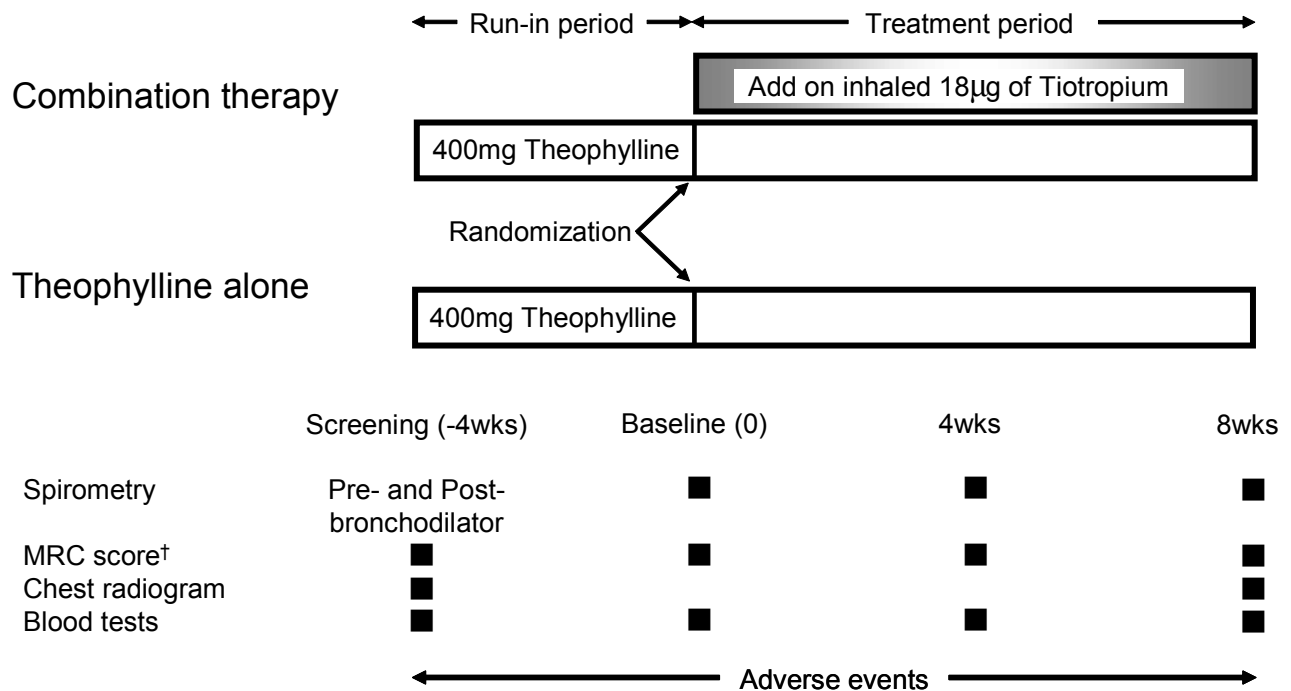 Run-in period Treatment period
Combination therapy
Add on inhaled 18μg of Tiotropium
400mg Theophylline
Randomization
Theophylline alone
400mg Theophylline
Screening (-4wks) Baseline (0) 4wks 8wks
Spirometry Pre- and Post-
bronchodilator
MRC score†
Chest radiogram
Blood tests
Adverse events